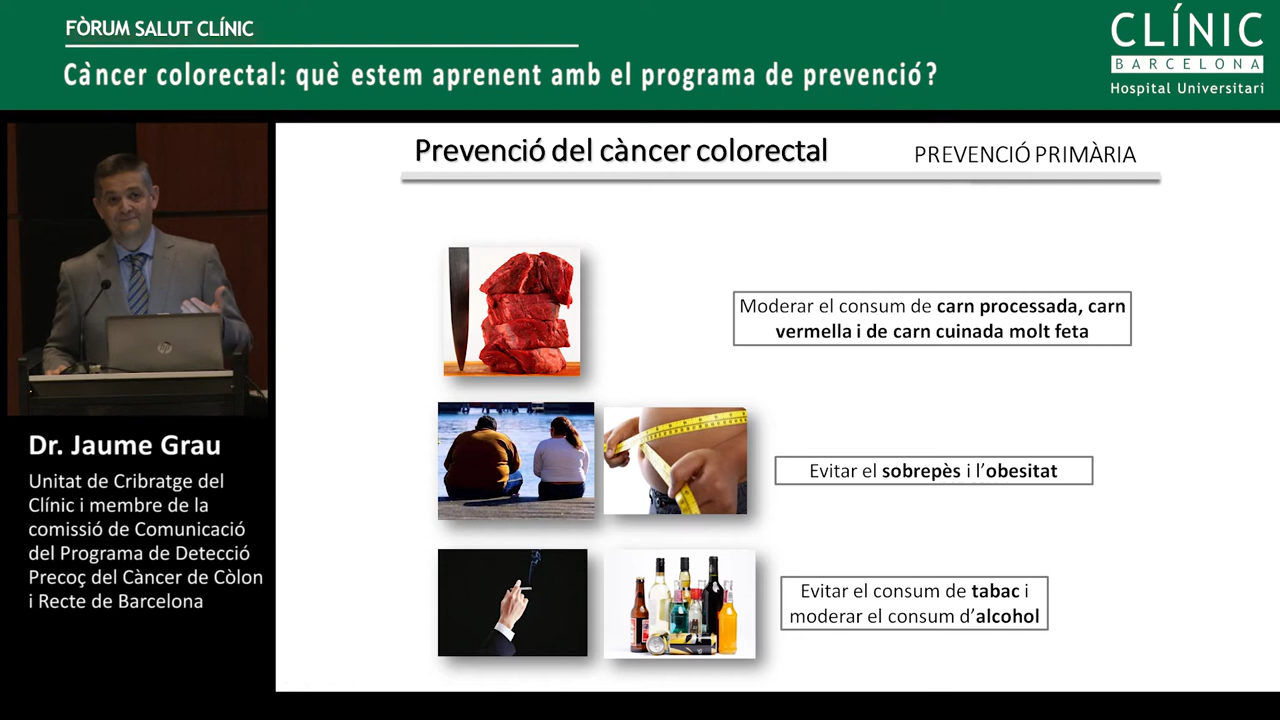 FÒRUM SALUT CLÍNIC
Càncer colorectal: què estem aprenent amb el programa de prevenció?
CLÍNIC
BARCELONA
Hospital Universitari
Prevenció del càncer colorectal
PREVENCIÓ PRIMÀRIA
Moderar el consum de carn processada, carn
vermella i de carn cuinada molt feta
Evitar el sobrepès i l'obesitat
Evitar el consum de tabac i
moderar el consum d'alcohol
Dr. Jaume Grau
Unitat de Cribratge del
Clínic i membre de la
comissió de Comunicació
del Programa de Detecció
Precoç del Càncer de Còlon
i Recte de Barcelona
hp